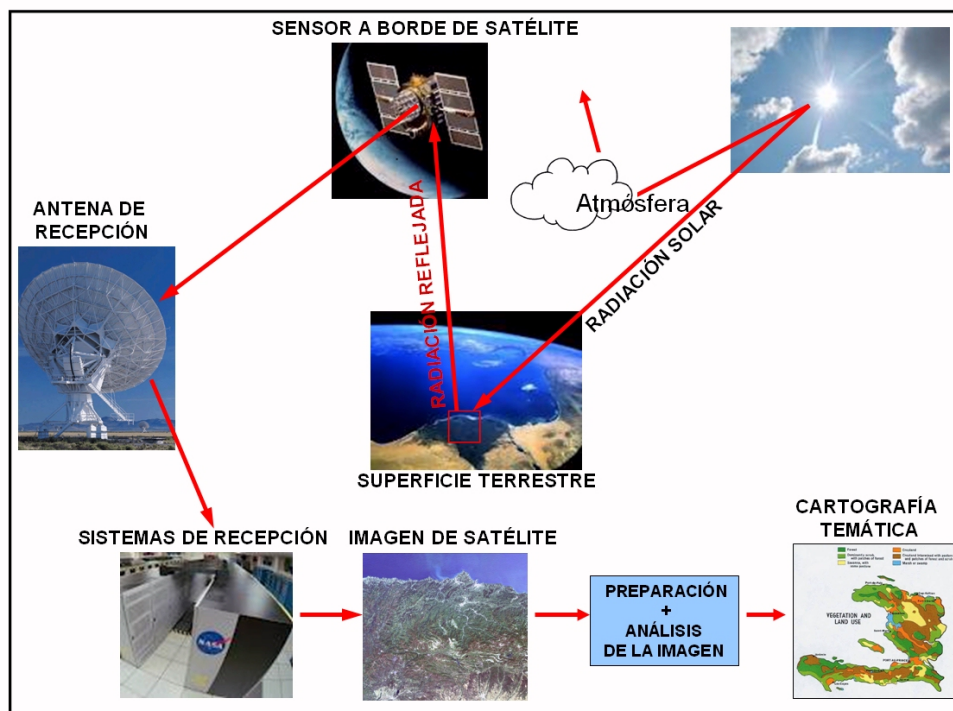 SENSOR A BORDE DE SATÉLITE
Atmósfera
ANTENA DE
RECEPCIÓN
RADIACIÓN REFLEJADA
RADIACIÓN SOLAR
SUPERFICIE TERRESTRE
SISTEMAS DE RECEPCIÓN
NASA
IMAGEN DE SATÉLITE
PREPARACIÓN
+
ANÁLISIS
DE LA IMAGEN
CARTOGRAFÍA
TEMÁTICA
VEGETATION AND
LAND USE